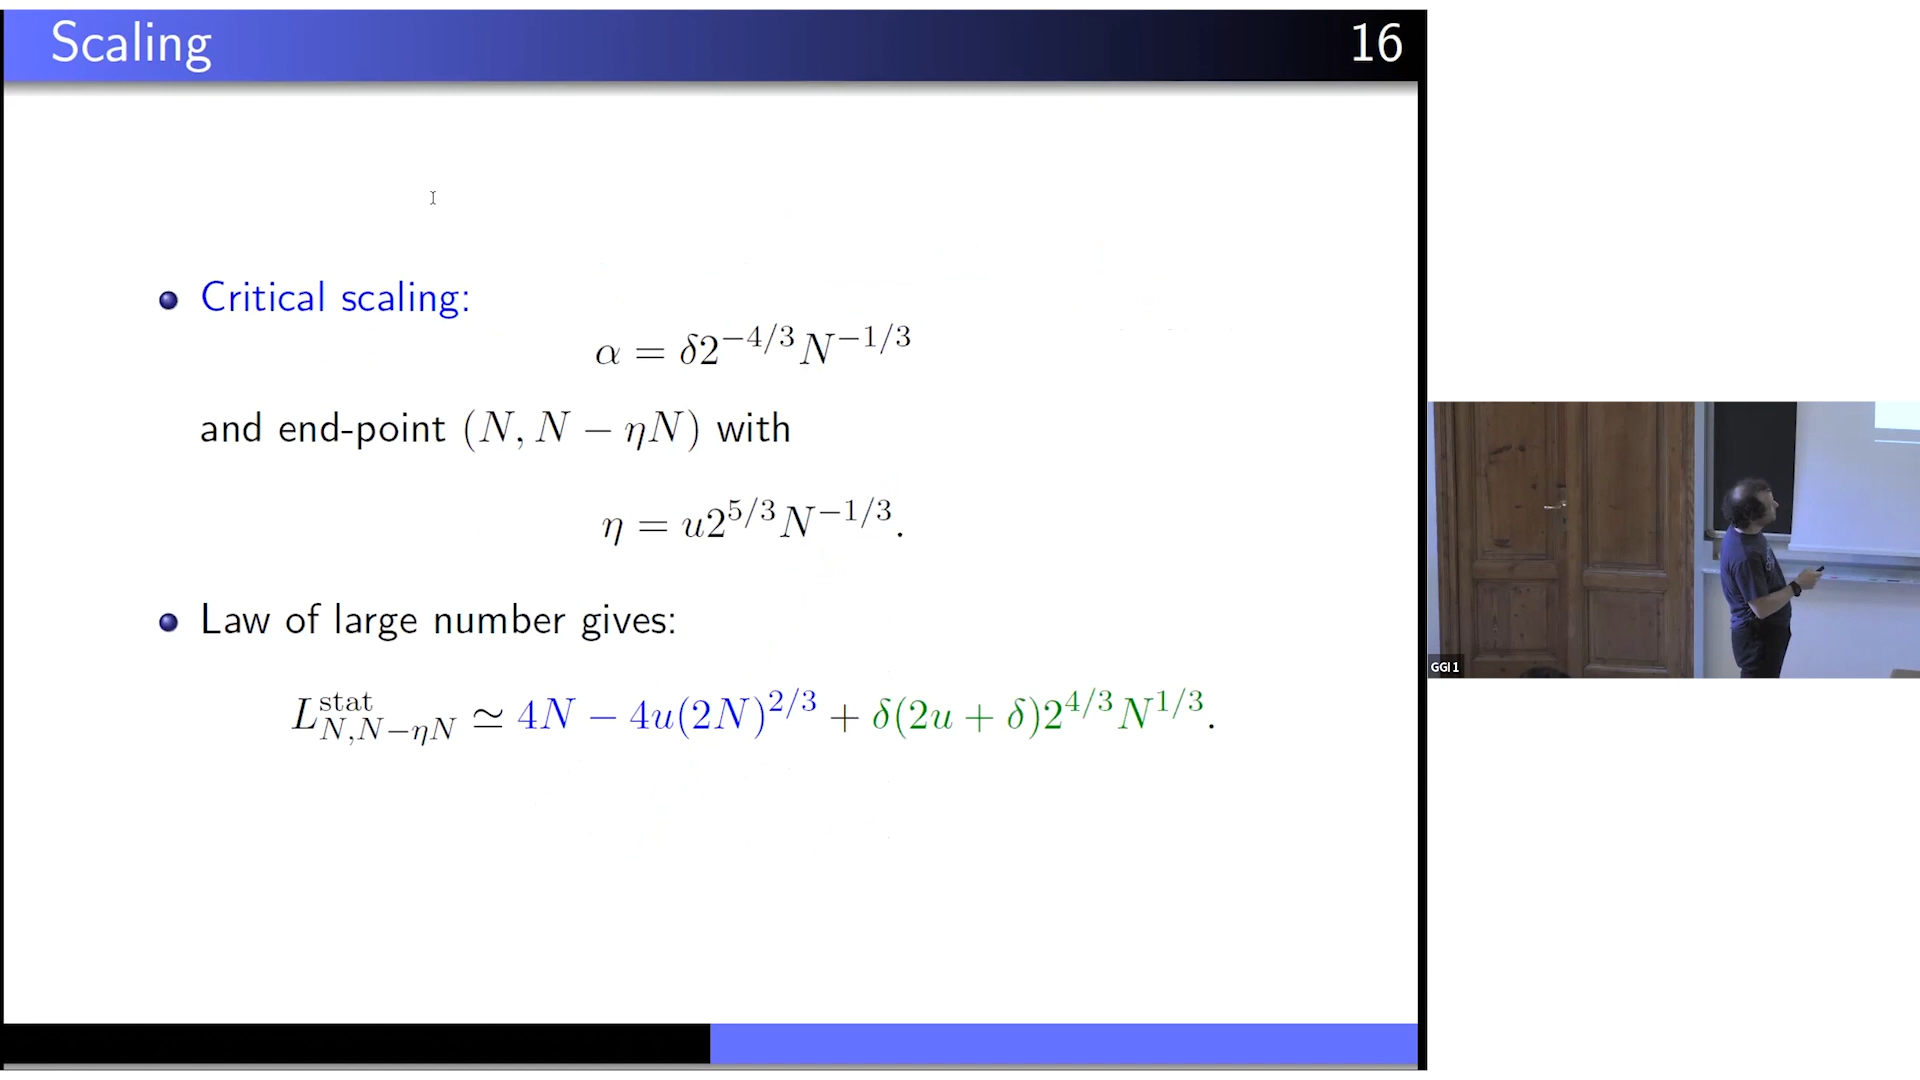 Scaling 16
Critical scaling:
α = δ2^{−4/3}N^{−1/3}
and end-point (N, N − ηN) with
η = u2^{5/3}N^{−1/3}.
Law of large number gives:
L^{stat}_{N,N−ηN} ≃ 4N − 4u(2N)^{2/3} + δ(2u + δ)2^{4/3}N^{1/3}.
GGI 1